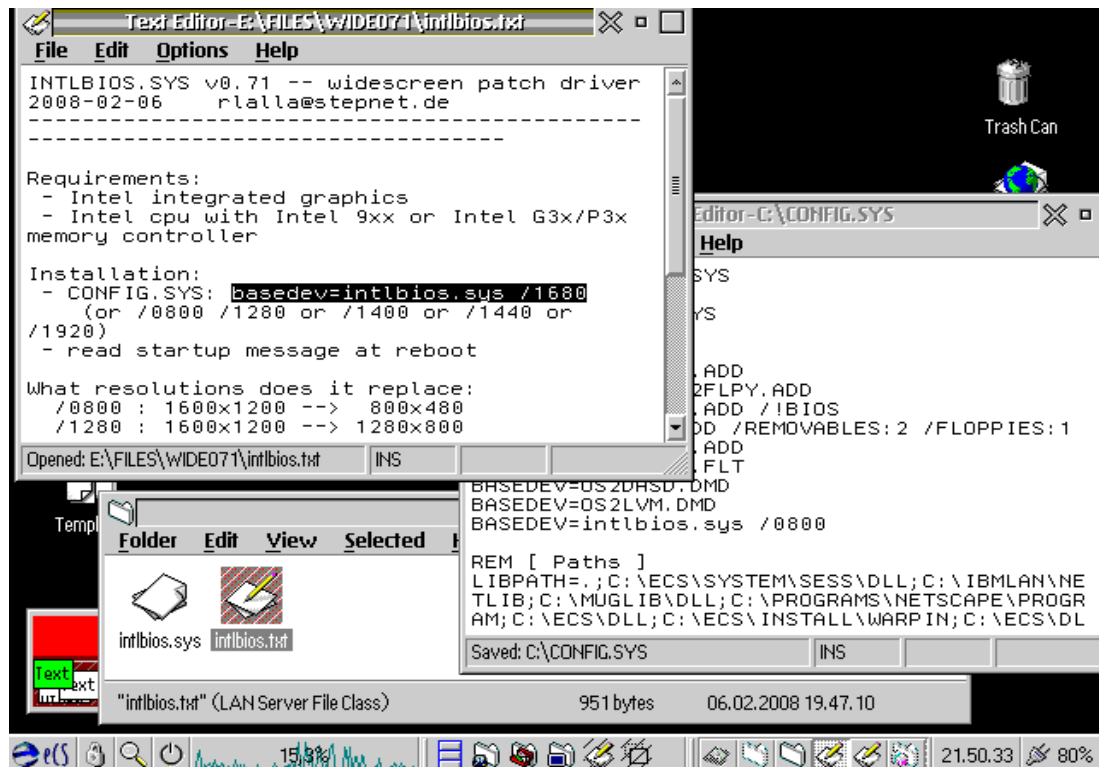 Text Editor-E:\FILES\WIDE071\intlbios.txt
File Edit Options Help
INTLBIOS.SYS v0.71 -- widescreen patch driver
2008-02-06 rlalla@stepnet.de
---------------------------------------------
-----------------------------------
Requirements:
- Intel integrated graphics
- Intel cpu with Intel 9xx or Intel G3x/P3x
memory controller
Installation:
- CONFIG.SYS: basedev=intlbios.sys /1680
(or /0800 /1280 or /1400 or /1440 or
/1920)
- read startup message at reboot
What resolutions does it replace:
/0800 : 1600x1200 --> 800x480
/1280 : 1600x1200 --> 1280x800
Opened: E:\FILES\WIDE071\intlbios.txt INS
Trash Can
Editor-C:\CONFIG.SYS
Help
SYS
YS
.ADD
2FLPY.ADD
.ADD /!BIOS
DD /REMOVABLES:2 /FLOPPIES:1
.ADD
.FLT
BASEDEV=OS2DASD.DMD
BASEDEV=OS2LVM.DMD
BASEDEV=intlbios.sys /0800
REM [ Paths ]
LIBPATH=.;C:\ECS\SYSTEM\SESS\DLL;C:\IBMLAN\NE
TLIB;C:\MUGLIB\DLL;C:\PROGRAMS\NETSCAPE\PROGR
AM;C:\ECS\DLL;C:\ECS\INSTALL\WARPIN;C:\ECS\DL
Saved: C:\CONFIG.SYS INS
Templ
Folder Edit View Selected
intlbios.sys intlbios.txt
"intlbios.txt" (LAN Server File Class) 951 bytes 06.02.2008 19.47.10
Text
ext
eCS 15,3% 21.50.33 80%